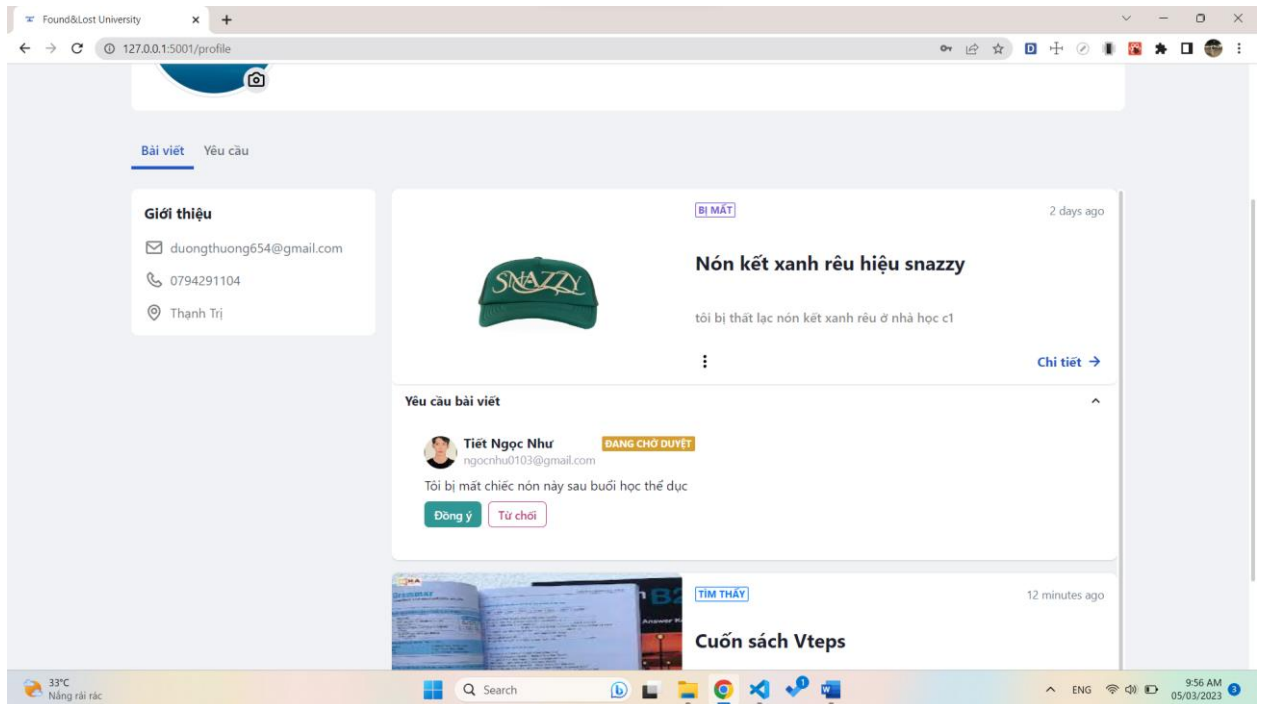 Found&Lost University
127.0.0.1:5001/profile
Bài viết Yêu cầu
Giới thiệu
duongthuong654@gmail.com
0794291104
Thạnh Trị
BỊ MẤT 2 days ago
SNAZZY
Nón kết xanh rêu hiệu snazzy
tôi bị thất lạc nón kết xanh rêu ở nhà học c1
Chi tiết →
Yêu cầu bài viết
Tiết Ngọc Như ĐANG CHỜ DUYỆT
ngocnhu0103@gmail.com
Tôi bị mất chiếc nón này sau buổi học thể dục
Đồng ý Từ chối
Grammar
B2
Answer
TÌM THẤY 12 minutes ago
Cuốn sách Vteps
33°C
Nắng rải rác
Search
ENG
9:56 AM
05/03/2023
3